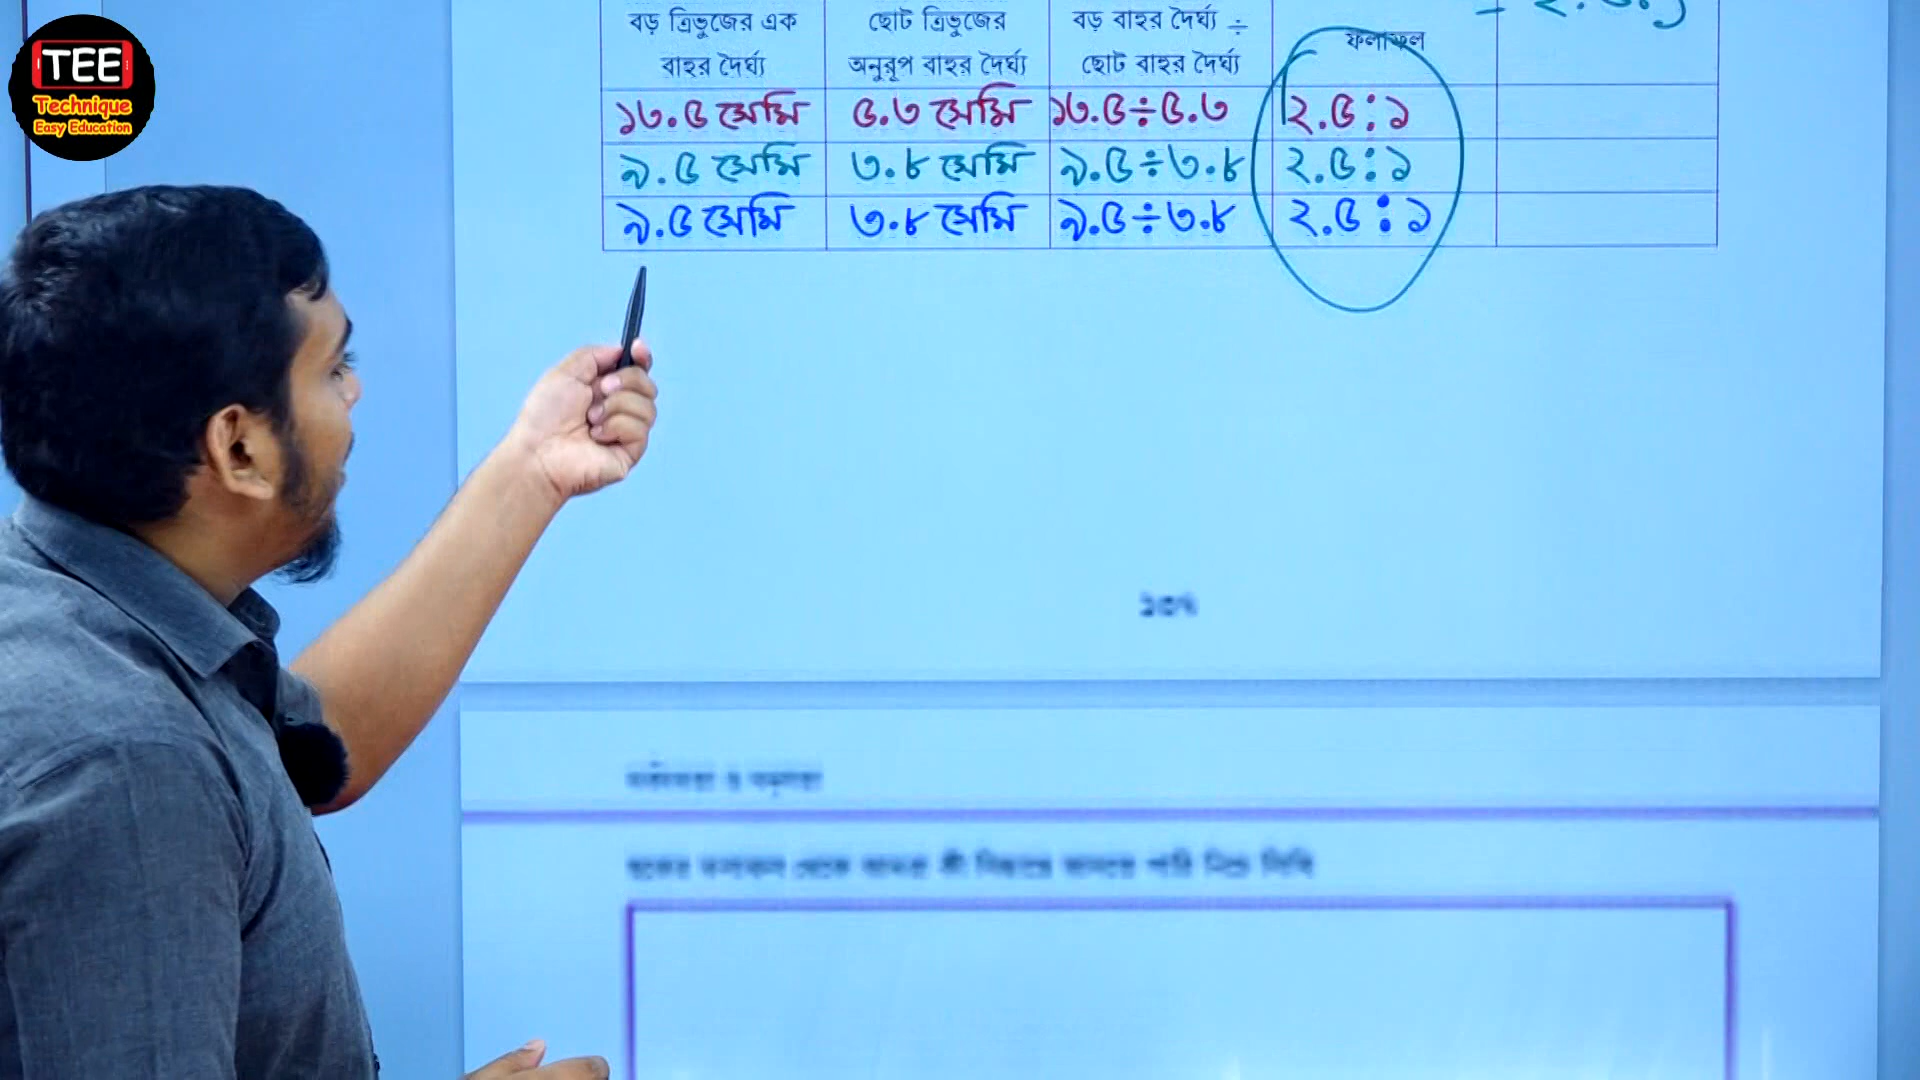 TEE
Technique
Easy Education
বড় ত্রিভুজের এক বাহুর দৈর্ঘ্য
ছোট ত্রিভুজের অনুরূপ বাহুর দৈর্ঘ্য
বড় বাহুর দৈর্ঘ্য ÷ ছোট বাহুর দৈর্ঘ্য
ফলাফল
১৩.৫ সেমি ৫.৩ সেমি ১৩.৫÷৫.৩ ২.৫:১
৯.৫ সেমি ৩.৮ সেমি ৯.৫÷৩.৮ ২.৫:১
৯.৫ সেমি ৩.৮ সেমি ৯.৫÷৩.৮ ২.৫:১